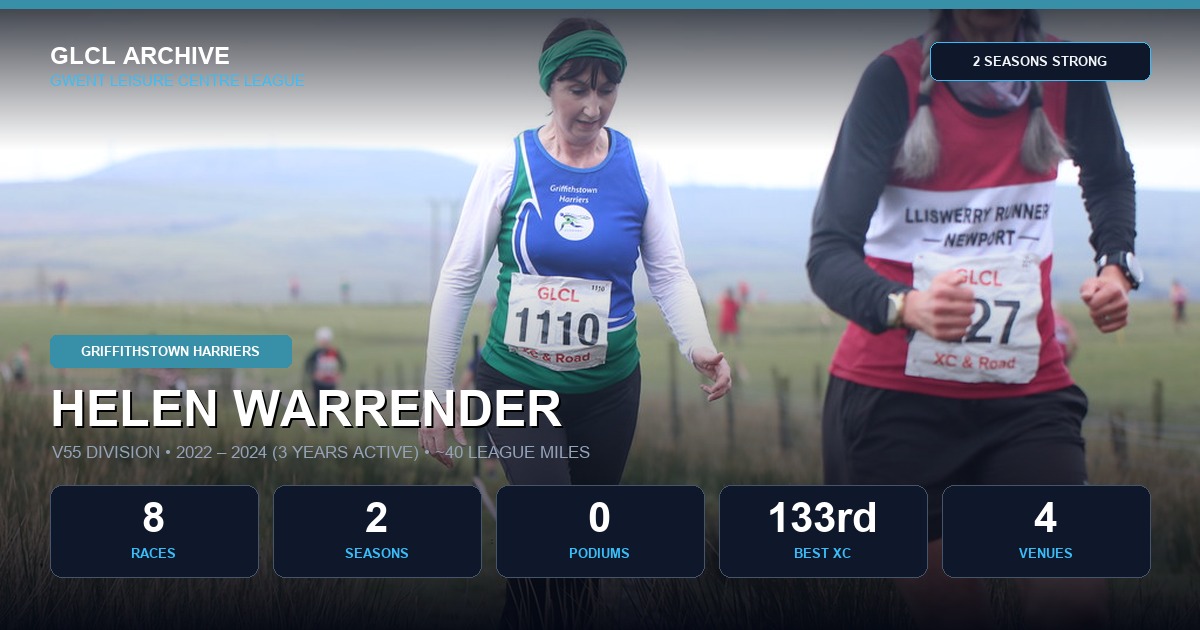 GLCL ARCHIVE
GWENT LEISURE CENTRE LEAGUE
2 SEASONS STRONG
Griffithstown
Harriers
GLCL
1110
1110
XC & Road
LLISWERRY RUNNER
NEWPORT
GLCL
27
XC & Road
GRIFFITHSTOWN HARRIERS
HELEN WARRENDER
V55 DIVISION • 2022 – 2024 (3 YEARS ACTIVE) • ~40 LEAGUE MILES
8
RACES
2
SEASONS
0
PODIUMS
133rd
BEST XC
4
VENUES